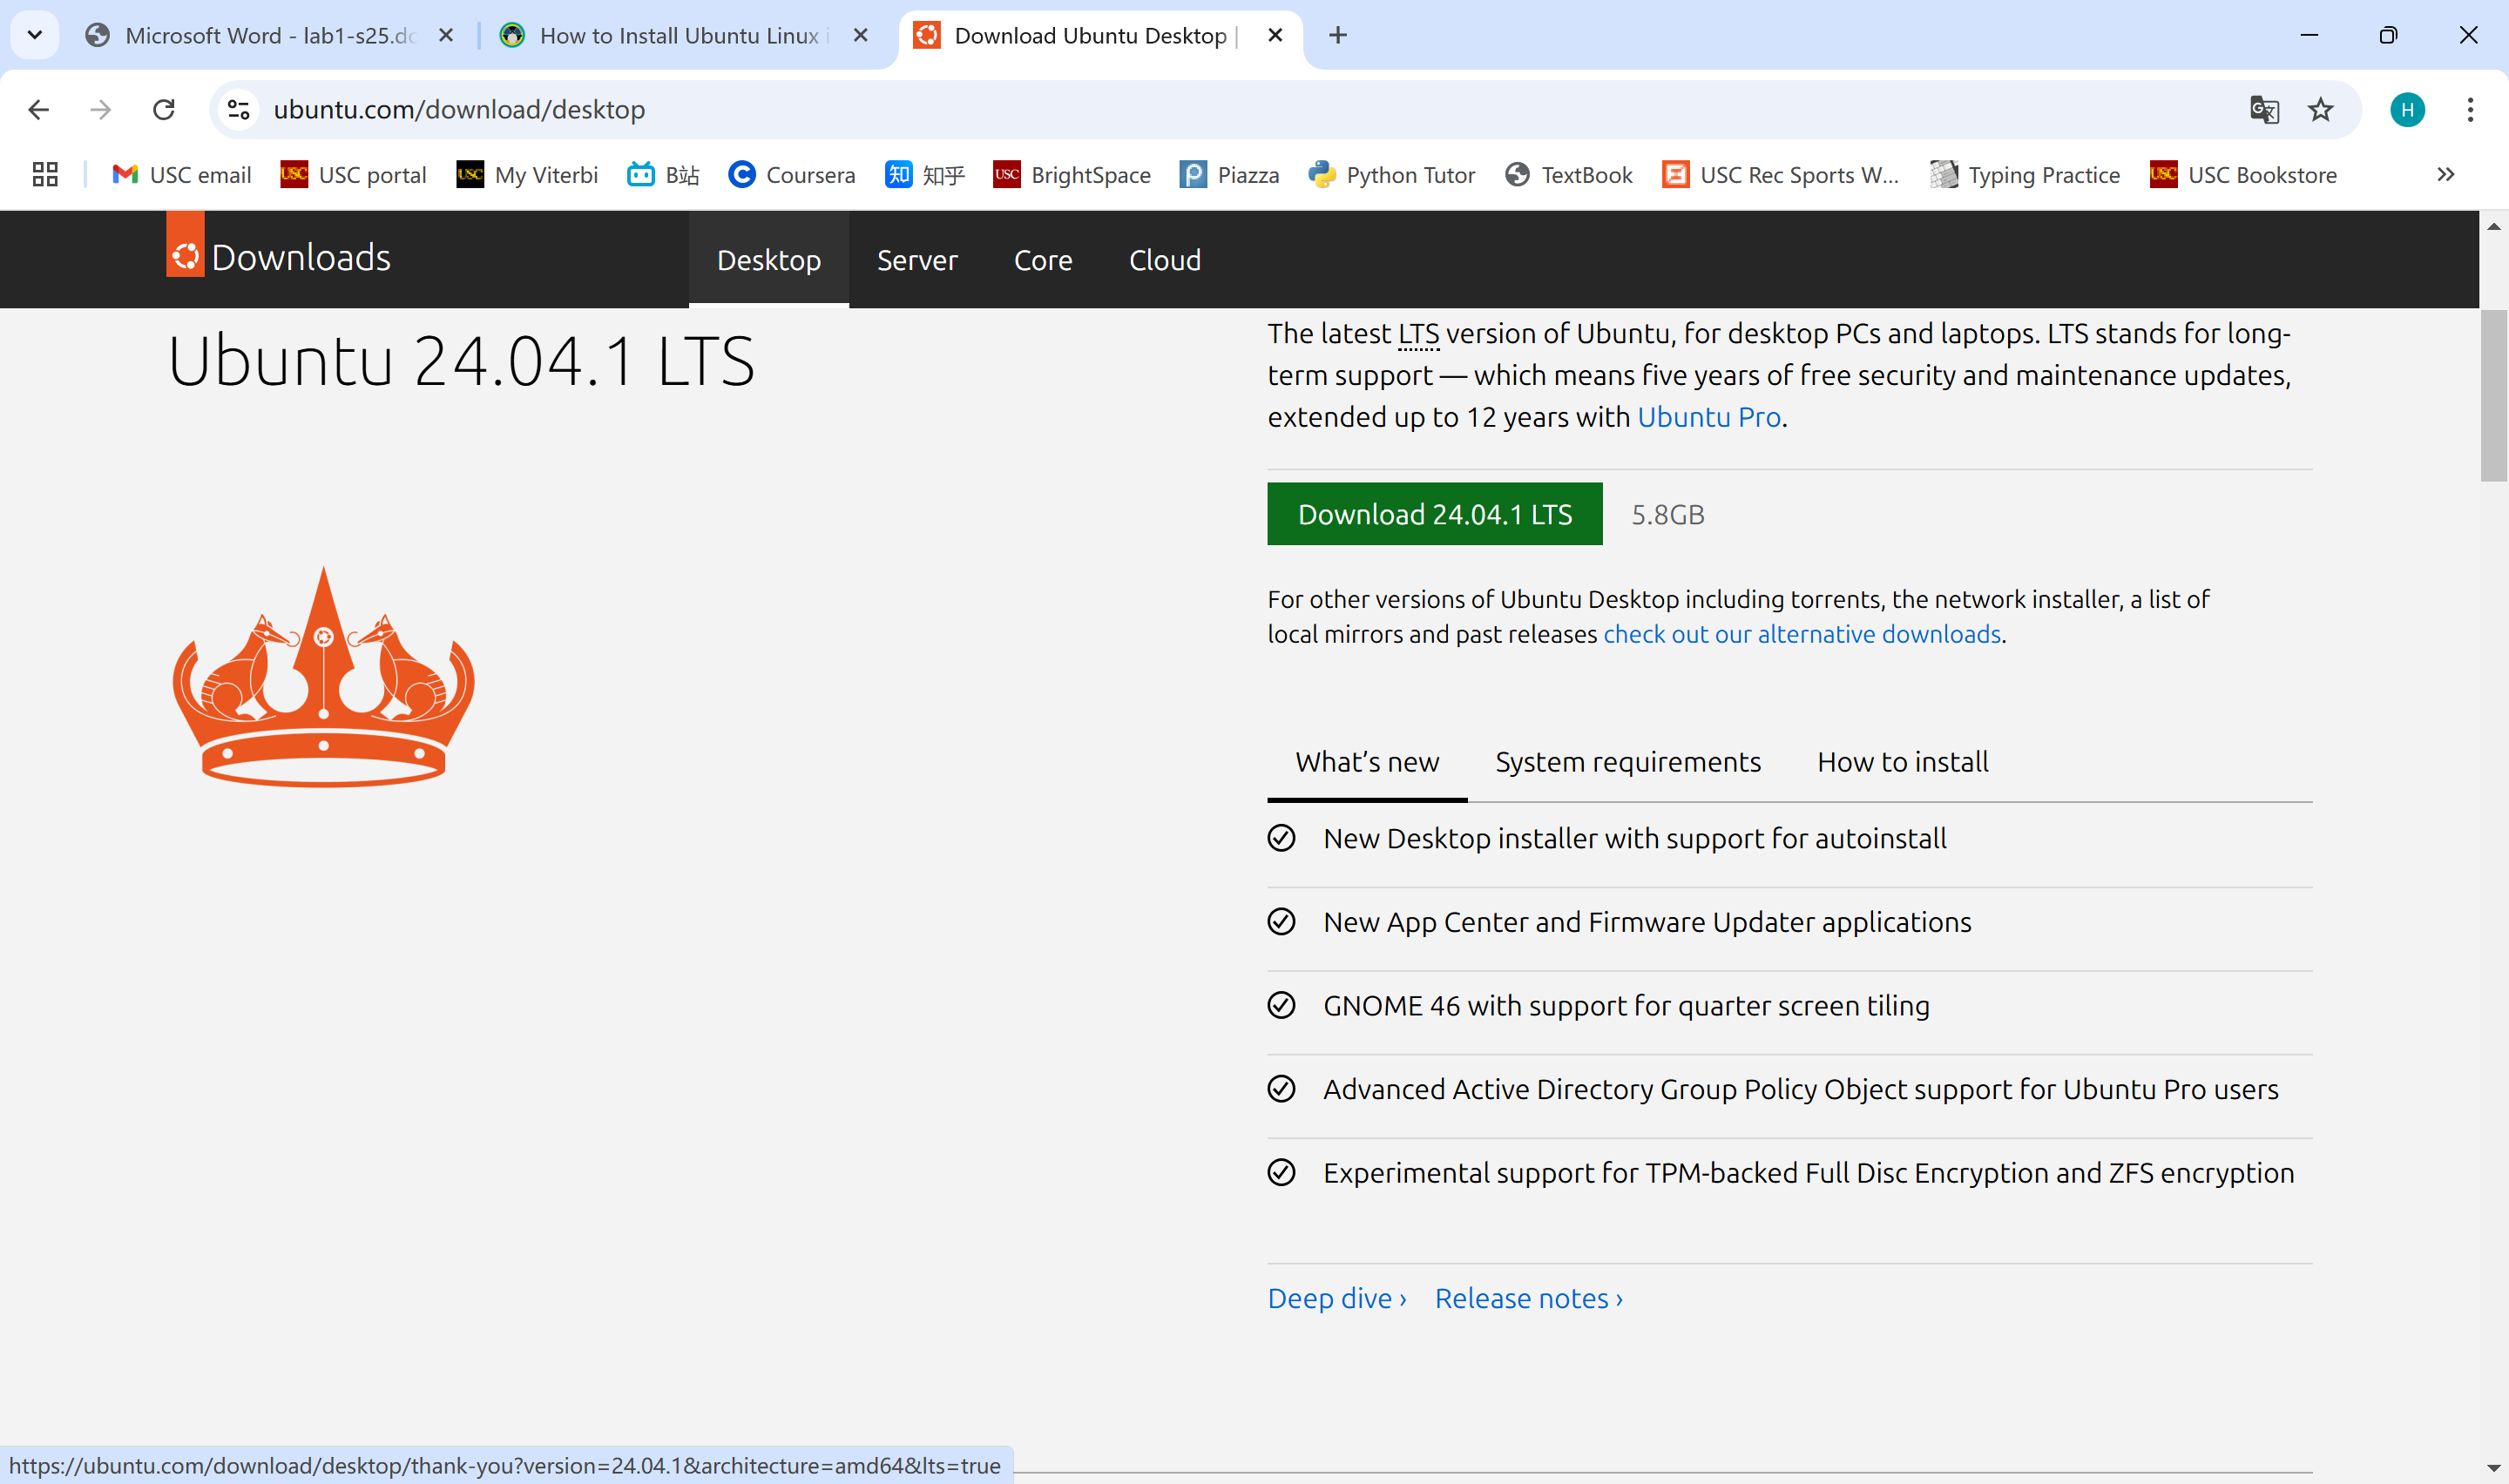 Microsoft Word - lab1-s25.do
How to Install Ubuntu Linux i
Download Ubuntu Desktop |
ubuntu.com/download/desktop
H
USC email
USC portal
My Viterbi
B站
Coursera
知乎
BrightSpace
Piazza
Python Tutor
TextBook
USC Rec Sports W...
Typing Practice
USC Bookstore
Downloads
Desktop
Server
Core
Cloud
Ubuntu 24.04.1 LTS
The latest LTS version of Ubuntu, for desktop PCs and laptops. LTS stands for long-
term support — which means five years of free security and maintenance updates,
extended up to 12 years with Ubuntu Pro.
Download 24.04.1 LTS
5.8GB
For other versions of Ubuntu Desktop including torrents, the network installer, a list of
local mirrors and past releases check out our alternative downloads.
What’s new
System requirements
How to install
New Desktop installer with support for autoinstall
New App Center and Firmware Updater applications
GNOME 46 with support for quarter screen tiling
Advanced Active Directory Group Policy Object support for Ubuntu Pro users
Experimental support for TPM-backed Full Disc Encryption and ZFS encryption
Deep dive ›
Release notes ›
https://ubuntu.com/download/desktop/thank-you?version=24.04.1&architecture=amd64&lts=true